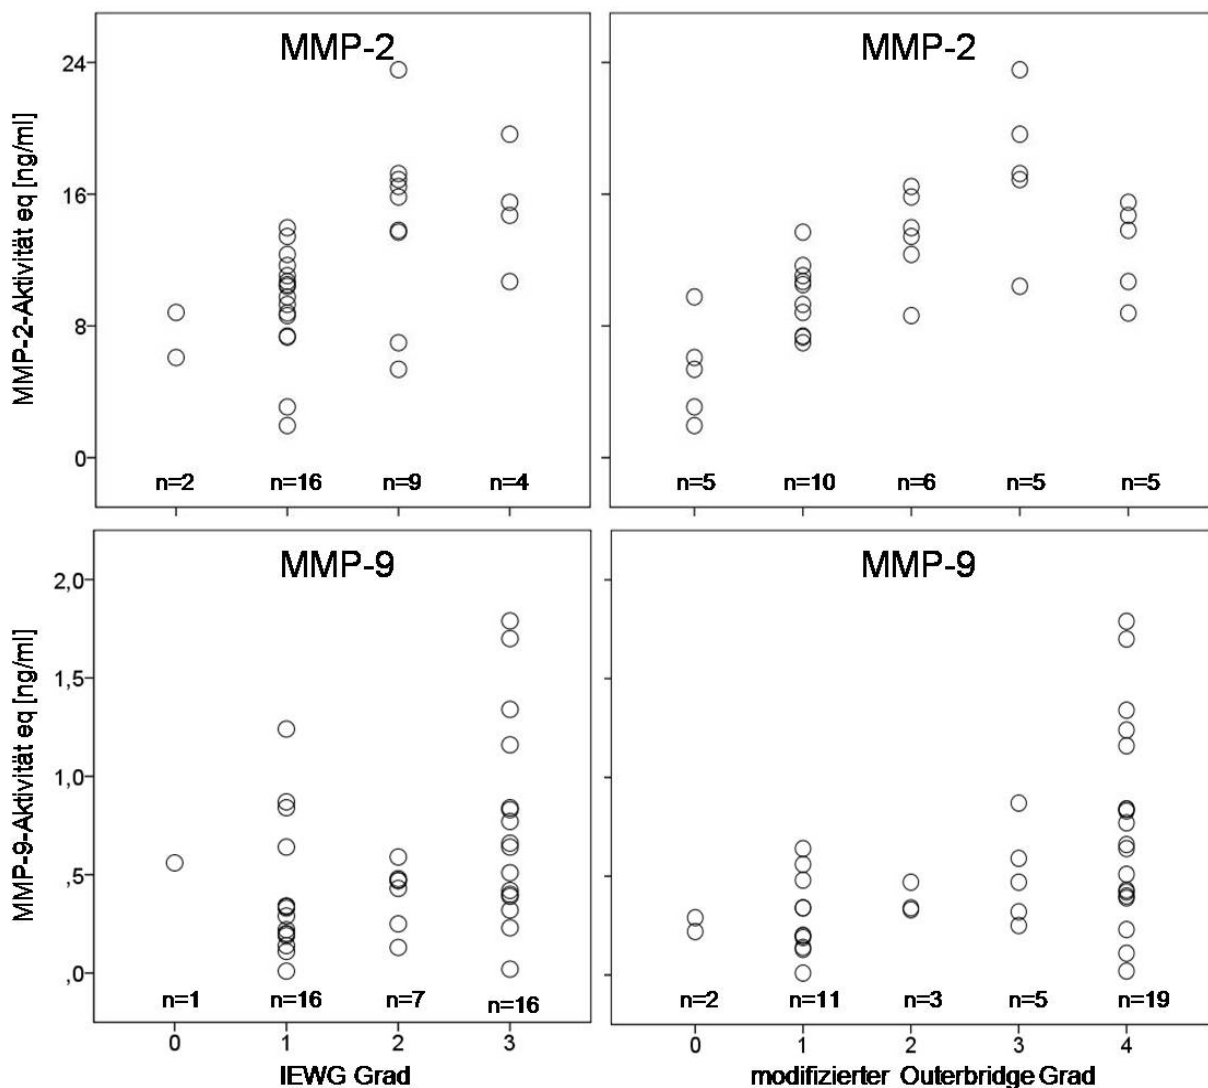 MMP-2
MMP-2
MMP-2-Aktivität eq [ng/ml]
24
16
8
0
n=2 n=16 n=9 n=4
n=5 n=10 n=6 n=5 n=5
MMP-9
MMP-9
MMP-9-Aktivität eq [ng/ml]
2,0
1,5
1,0
,5
,0
n=1 n=16 n=7 n=16
n=2 n=11 n=3 n=5 n=19
0 1 2 3
0 1 2 3 4
IEWG Grad
modifizierter Outerbridge Grad